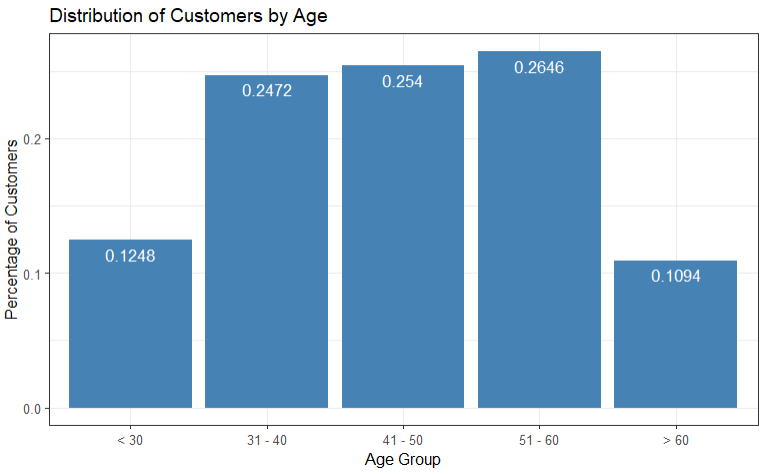 Distribution of Customers by Age
Percentage of Customers
0.2
0.1
0.0
0.1248
0.2472
0.254
0.2646
0.1094
< 30
31 - 40
41 - 50
51 - 60
> 60
Age Group